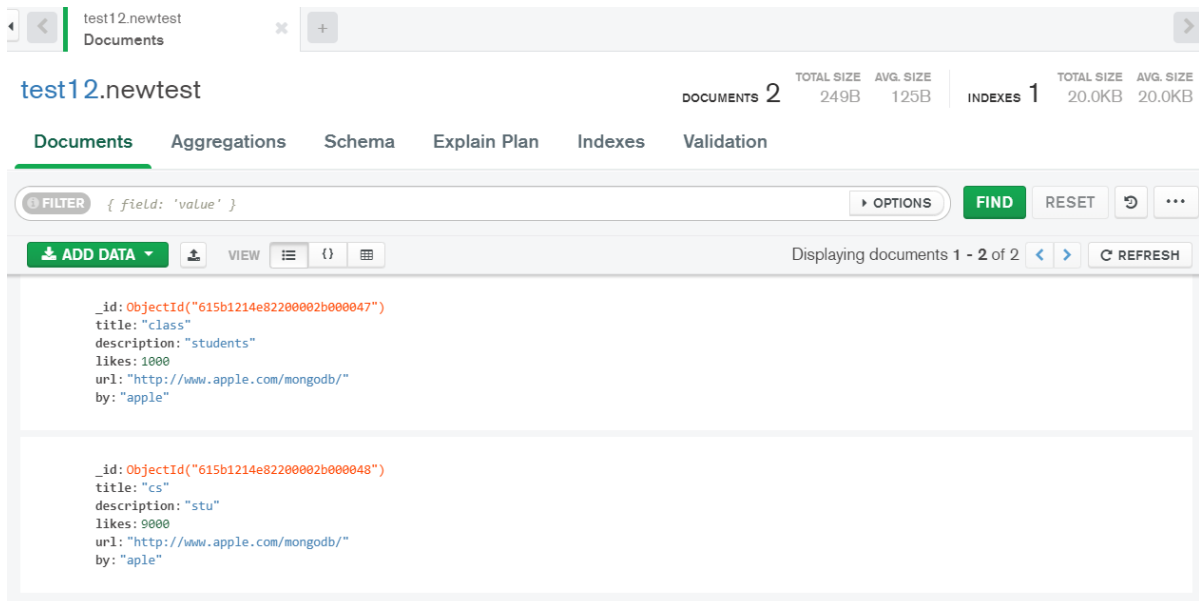 test12.newtest
Documents
test12.newtest
DOCUMENTS 2 TOTAL SIZE 249B AVG. SIZE 125B INDEXES 1 TOTAL SIZE 20.0KB AVG. SIZE 20.0KB
Documents Aggregations Schema Explain Plan Indexes Validation
FILTER { field: 'value' } OPTIONS FIND RESET
ADD DATA VIEW {} Displaying documents 1 - 2 of 2 REFRESH
_id: ObjectId("615b1214e82200002b000047")
title: "class"
description: "students"
likes: 1000
url: "http://www.apple.com/mongodb/"
by: "apple"
_id: ObjectId("615b1214e82200002b000048")
title: "cs"
description: "stu"
likes: 9000
url: "http://www.apple.com/mongodb/"
by: "aple"